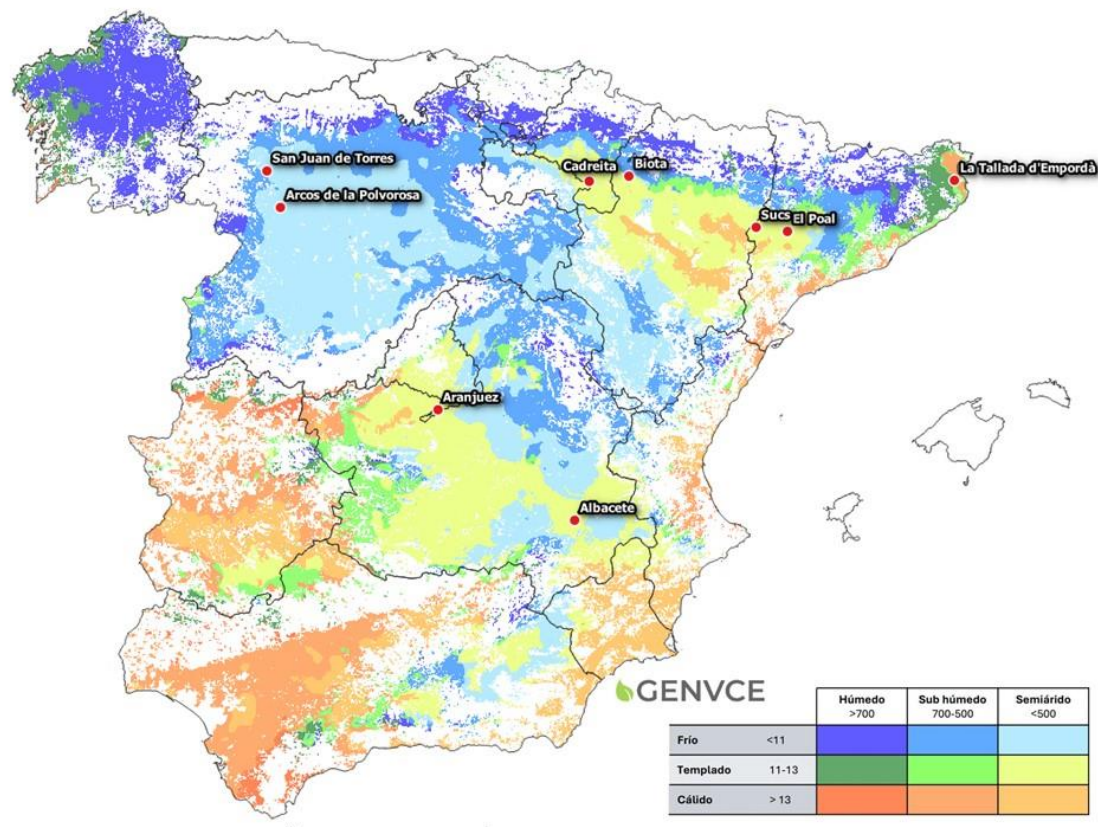 San Juan de Torres
Arcos de la Polvorosa
Cadreita
Biota
La Tallada d'Empordà
Sucs
El Poal
Aranjuez
Albacete
GENVCE
Húmedo Sub húmedo Semiárido
>700 700-500 <500
Frío <11
Templado 11-13
Cálido > 13